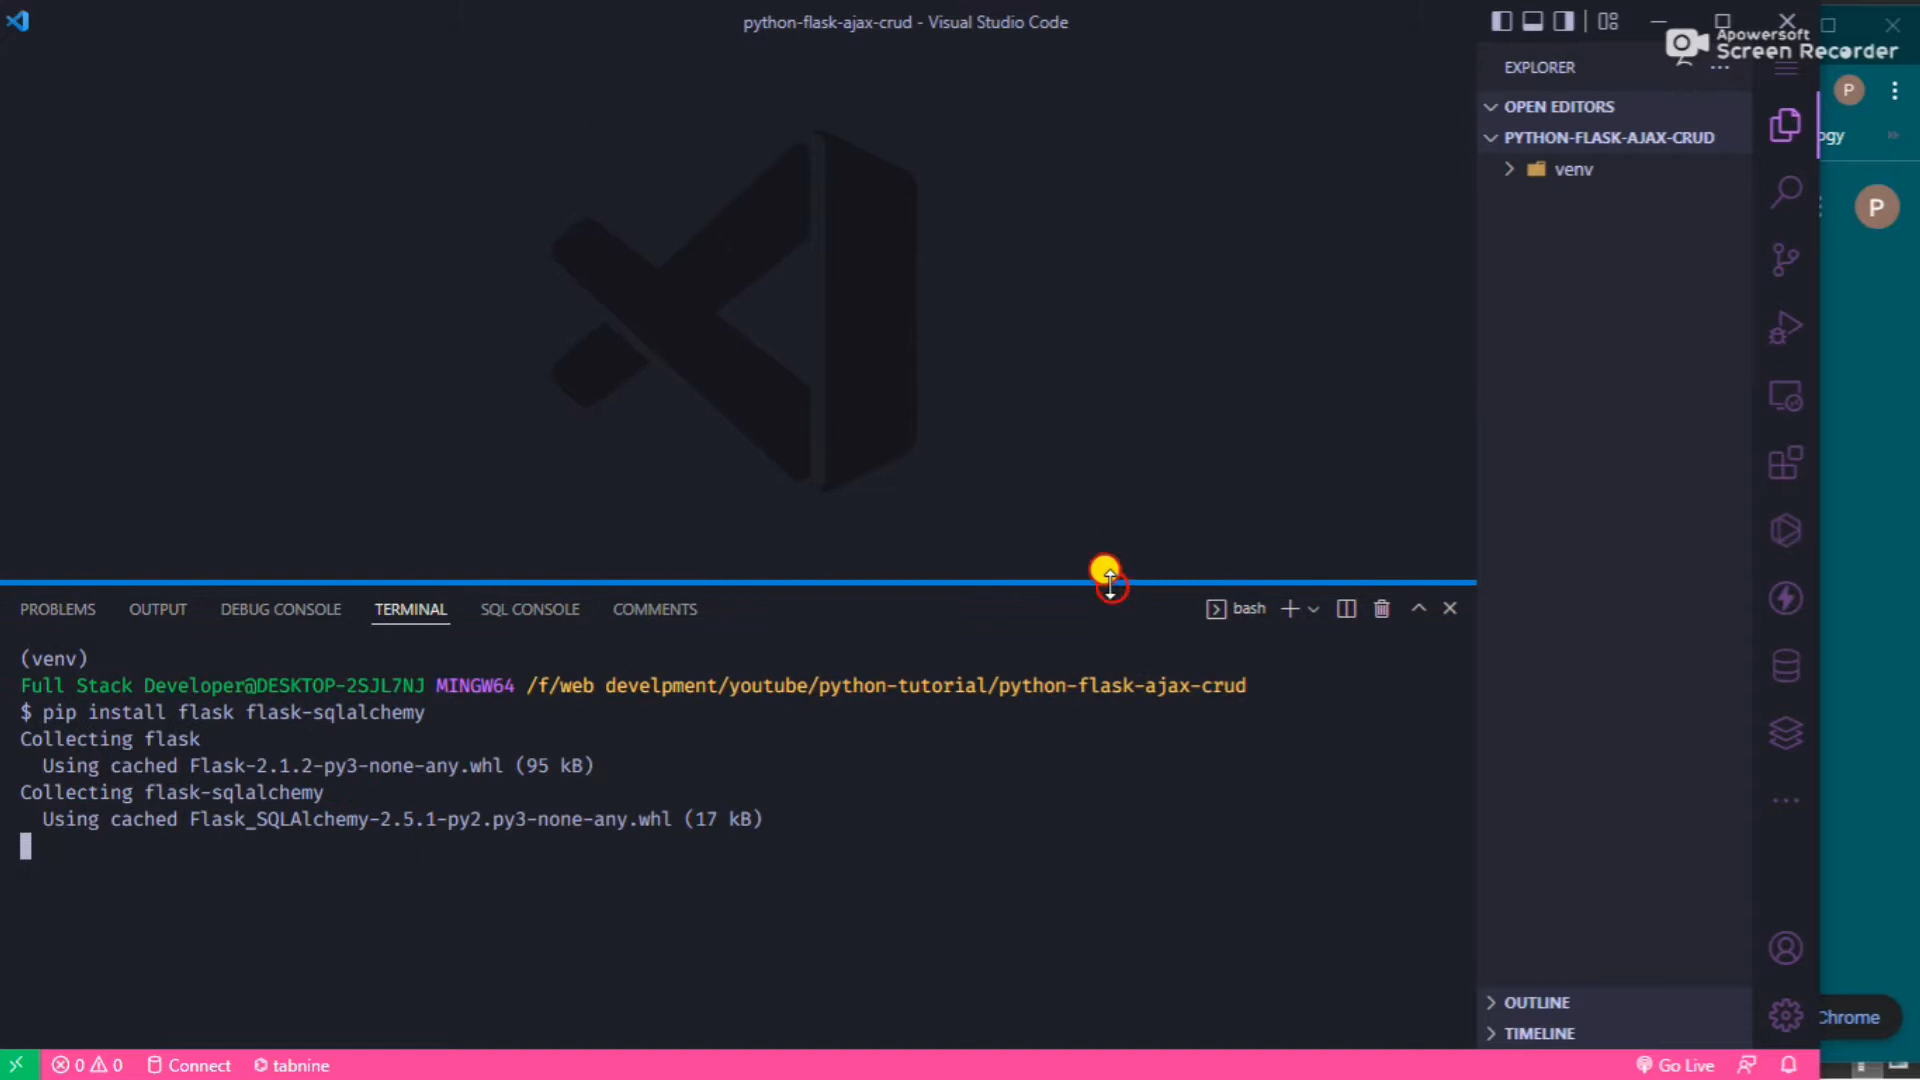 python-flask-ajax-crud - Visual Studio Code
Apowersoft
Screen Recorder
EXPLORER
OPEN EDITORS
PYTHON-FLASK-AJAX-CRUD
venv
P
ogy
P
PROBLEMS OUTPUT DEBUG CONSOLE TERMINAL SQL CONSOLE COMMENTS
bash
(venv)
Full Stack Developer@DESKTOP-2SJL7NJ MINGW64 /f/web develpment/youtube/python-tutorial/python-flask-ajax-crud
$ pip install flask flask-sqlalchemy
Collecting flask
Using cached Flask-2.1.2-py3-none-any.whl (95 kB)
Collecting flask-sqlalchemy
Using cached Flask_SQLAlchemy-2.5.1-py2.py3-none-any.whl (17 kB)
OUTLINE
TIMELINE
Chrome
0 0 Connect tabnine
Go Live